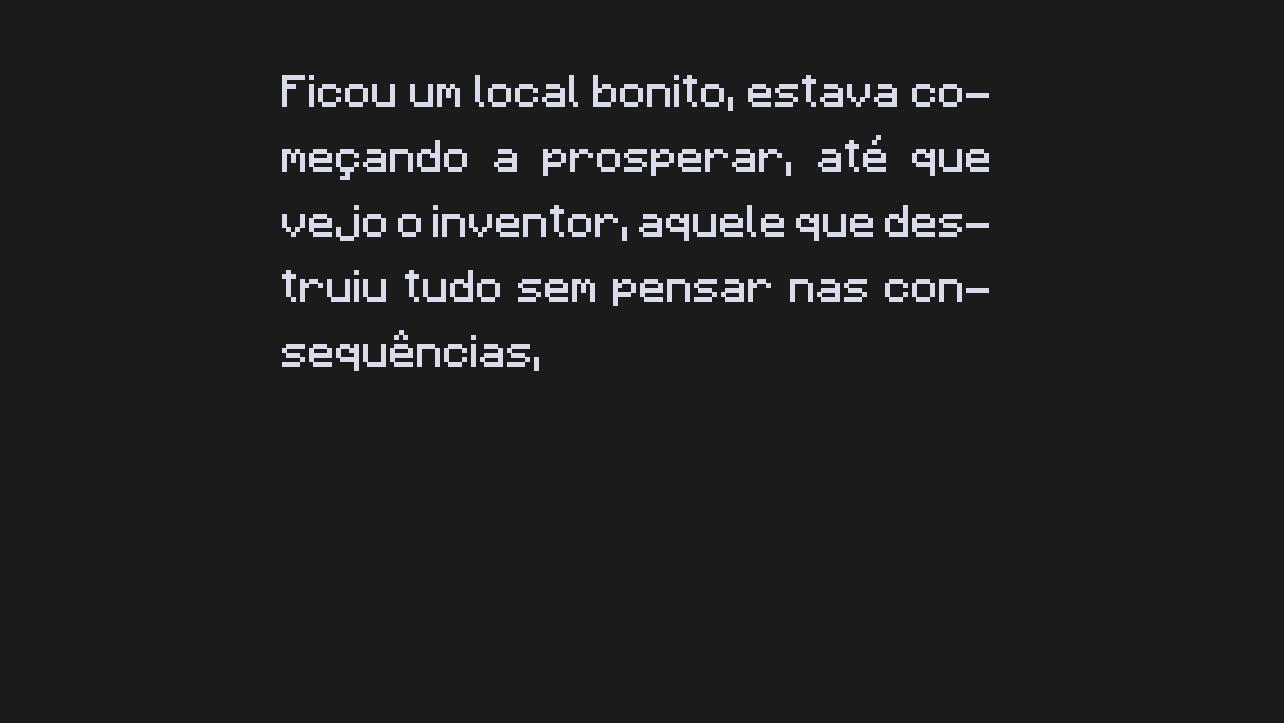 Ficou um local bonito, estava co-
meçando a prosperar, até que
vejo o inventor, aquele que des-
truiu tudo sem pensar nas con-
sequências,